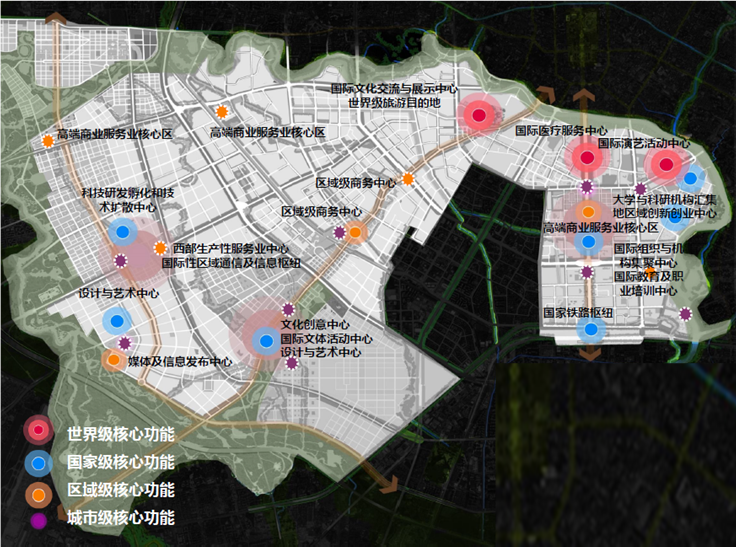 国际文化交流与展示中心
世界级旅游目的地
高端商业服务业核心区
高端商业服务业核心区
国际医疗服务中心
国际演艺活动中心
区域级商务中心
科技研发孵化和技
术扩散中心
大学与科研机构汇集
地区域创新创业中心
区域级商务中心
高端商业服务业核心区
西部生产性服务业中心
国际性区域通信及信息枢纽
国际组织与机
构集聚中心
国际教育及职
业培训中心
设计与艺术中心
国家铁路枢纽
文化创意中心
国际文体活动中心
设计与艺术中心
媒体及信息发布中心
世界级核心功能
国家级核心功能
区域级核心功能
城市级核心功能